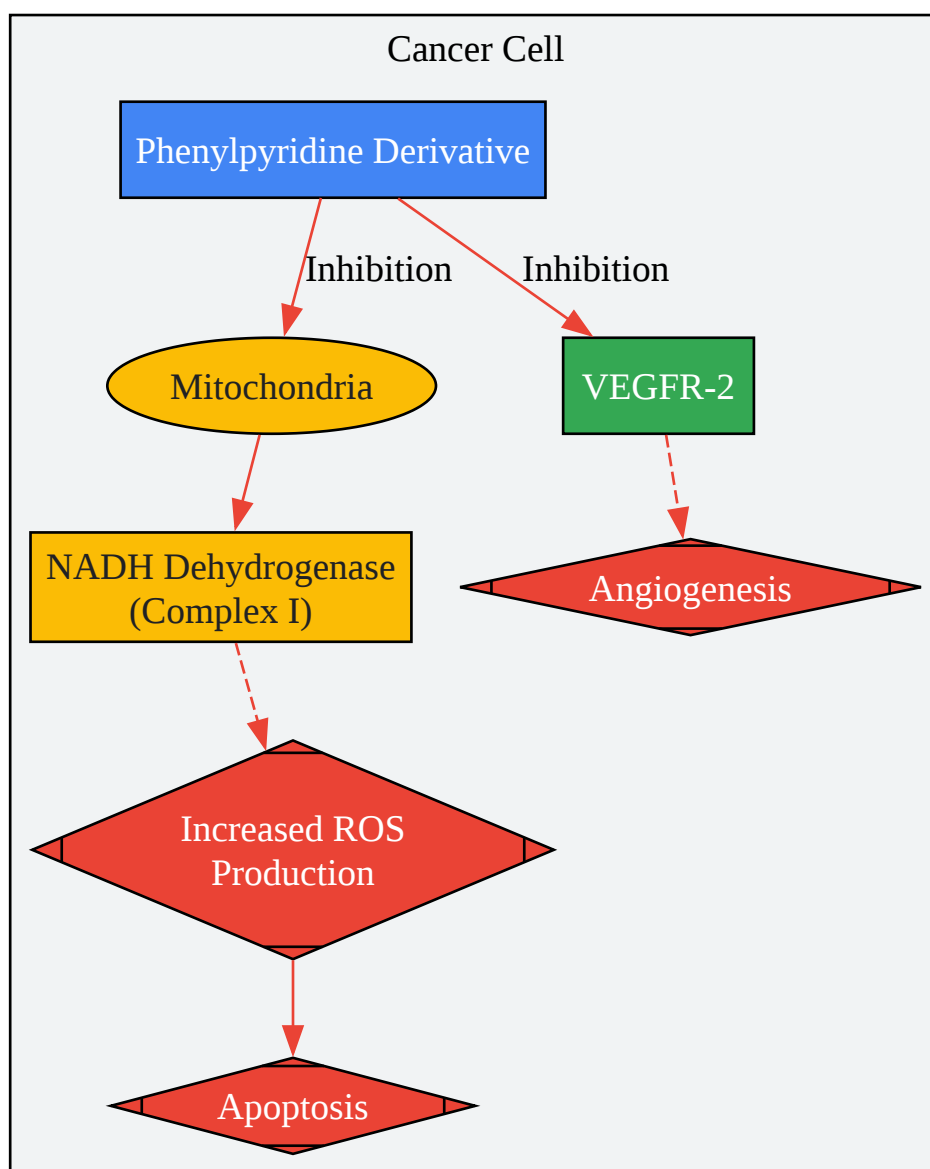 Cancer Cell
Phenylpyridine Derivative
Inhibition
Inhibition
Mitochondria
VEGFR-2
NADH Dehydrogenase
(Complex I)
Angiogenesis
Increased ROS
Production
Apoptosis